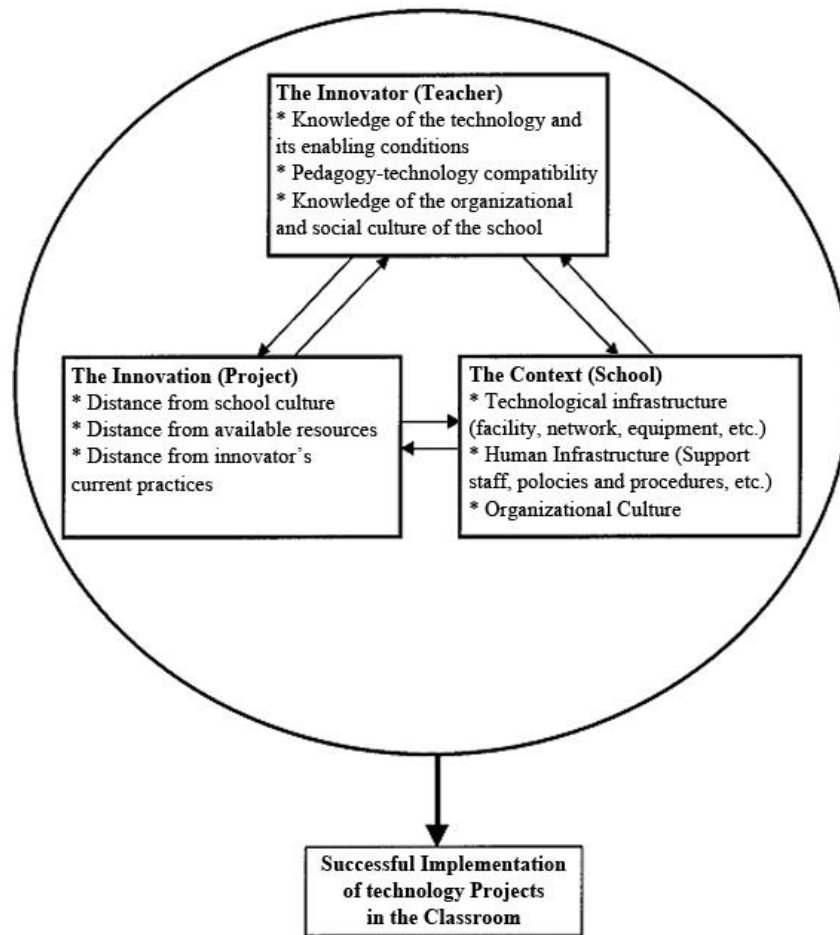 The Innovator (Teacher)
* Knowledge of the technology and
its enabling conditions
* Pedagogy-technology compatibility
* Knowledge of the organizational
and social culture of the school
The Innovation (Project)
* Distance from school culture
* Distance from available resources
* Distance from innovator's
current practices
The Context (School)
* Technological infrastructure
(facility, network, equipment, etc.)
* Human Infrastructure (Support
staff, polocies and procedures, etc.)
* Organizational Culture
Successful Implementation
of technology Projects
in the Classroom